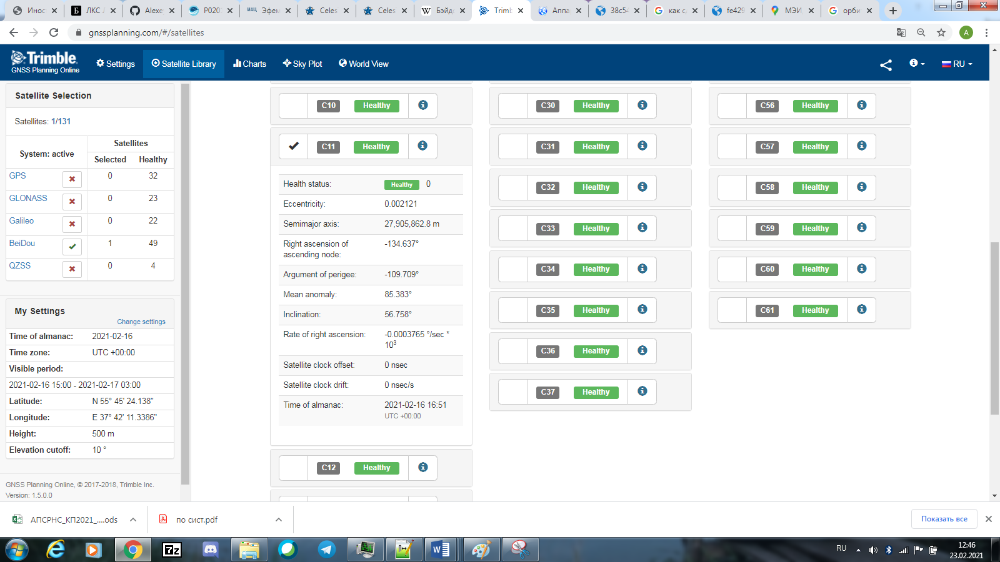 Инос
ЛКС Л
Alexe
P020
ИАЦ Эфем
Celes
Celes
W Бэйд
Trimb
Аппа
38c54
как с
fe429
МЭИ
орби
gnssplanning.com/#/satellites
A
Trimble
GNSS Planning Online
Settings
Satellite Library
Charts
Sky Plot
World View
RU
Satellite Selection
Satellites: 1/131
System: active
Satellites
Selected Healthy
GPS 0 32
GLONASS 0 23
Galileo 0 22
BeiDou 1 49
QZSS 0 4
My Settings
Change settings
Time of almanac: 2021-02-16
Time zone: UTC +00:00
Visible period:
2021-02-16 15:00 - 2021-02-17 03:00
Latitude: N 55° 45' 24.138"
Longitude: E 37° 42' 11.3386"
Height: 500 m
Elevation cutoff: 10 °
GNSS Planning Online, © 2017-2018, Trimble Inc.
Version: 1.5.0.0
C10 Healthy
C11 Healthy
Health status: Healthy 0
Eccentricity: 0.002121
Semimajor axis: 27,905,862.8 m
Right ascension of ascending node: -134.637°
Argument of perigee: -109.709°
Mean anomaly: 85.383°
Inclination: 56.758°
Rate of right ascension: -0.0003765 °/sec * 10³
Satellite clock offset: 0 nsec
Satellite clock drift: 0 nsec/s
Time of almanac: 2021-02-16 16:51
UTC +00:00
C12 Healthy
C30 Healthy
C31 Healthy
C32 Healthy
C33 Healthy
C34 Healthy
C35 Healthy
C36 Healthy
C37 Healthy
C56 Healthy
C57 Healthy
C58 Healthy
C59 Healthy
C60 Healthy
C61 Healthy
АПСРНС_КП2021_....ods
по сист.pdf
Показать все
7z
RU
12:46
23.02.2021